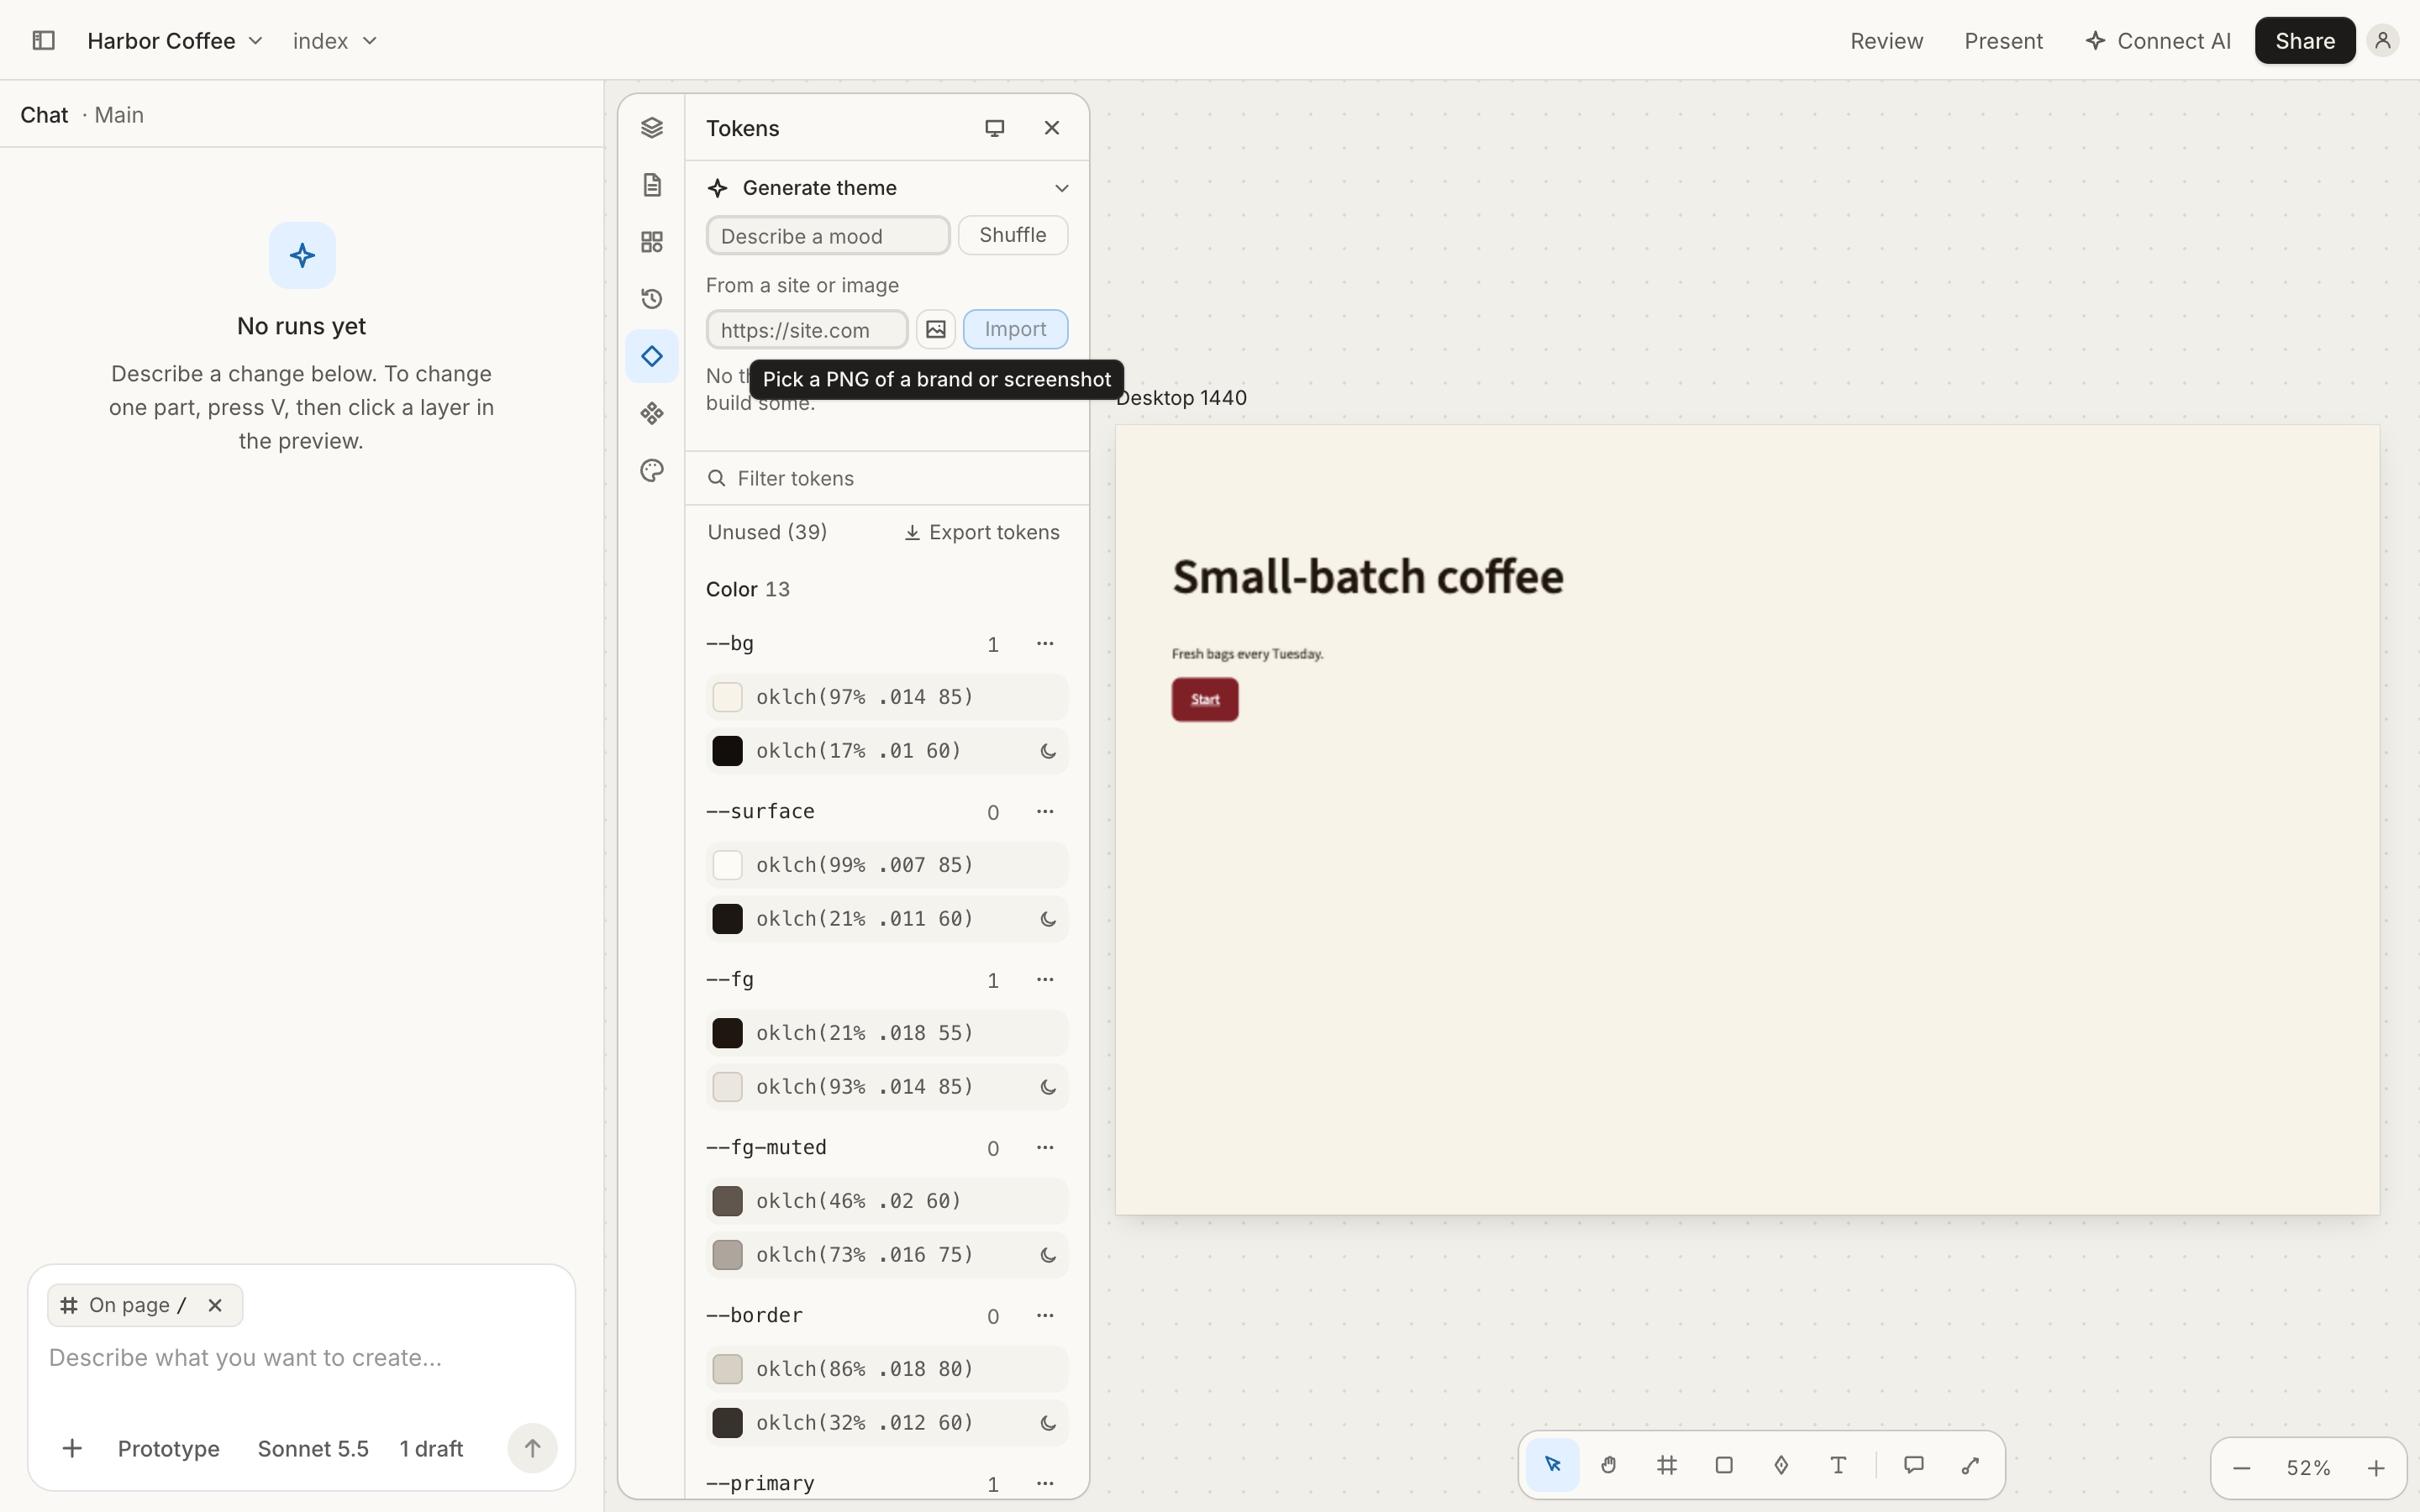 Harbor Coffee
index
Review
Present
Connect AI
Share
Chat · Main
No runs yet
Describe a change below. To change
one part, press V, then click a layer in
the preview.
On page /
Describe what you want to create...
Prototype
Sonnet 5.5
1 draft
Tokens
Generate theme
Describe a mood
Shuffle
From a site or image
https://site.com
Import
Pick a PNG of a brand or screenshot
No
build some.
Filter tokens
Unused (39)
Export tokens
Color 13
--bg 1
oklch(97% .014 85)
oklch(17% .01 60)
--surface 0
oklch(99% .007 85)
oklch(21% .011 60)
--fg 1
oklch(21% .018 55)
oklch(93% .014 85)
--fg-muted 0
oklch(46% .02 60)
oklch(73% .016 75)
--border 0
oklch(86% .018 80)
oklch(32% .012 60)
--primary 1
Desktop 1440
Small-batch coffee
Fresh bags every Tuesday.
Start
52%